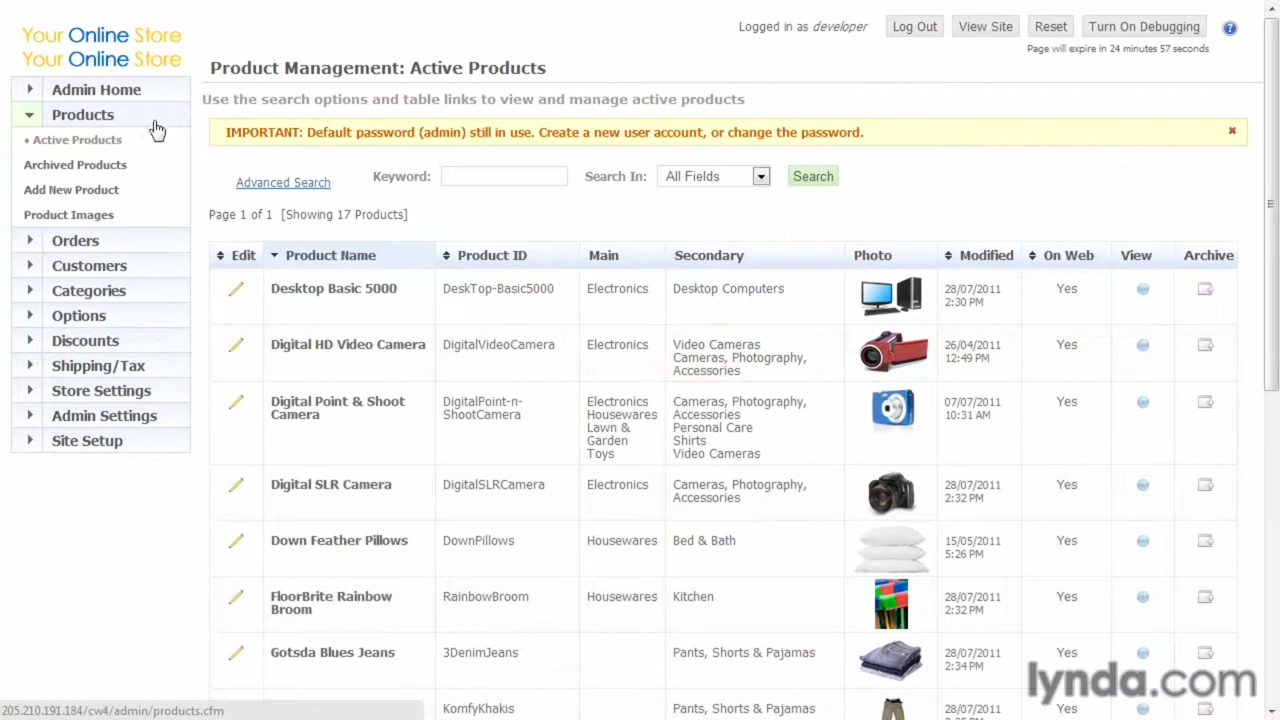 Your Online Store
Your Online Store
Logged in as developer
Log Out
View Site
Reset
Turn On Debugging
?
Page will expire in 24 minutes 57 seconds
Admin Home
Products
Active Products
Archived Products
Add New Product
Product Images
Orders
Customers
Categories
Options
Discounts
Shipping/Tax
Store Settings
Admin Settings
Site Setup
Product Management: Active Products
Use the search options and table links to view and manage active products
IMPORTANT: Default password (admin) still in use. Create a new user account, or change the password.
Advanced Search
Keyword:
Search In:
All Fields
Search
Page 1 of 1 [Showing 17 Products]
Edit Product Name Product ID Main Secondary Photo Modified On Web View Archive
Desktop Basic 5000 DeskTop-Basic5000 Electronics Desktop Computers 28/07/2011 Yes
2:30 PM
Digital HD Video Camera DigitalVideoCamera Electronics Video Cameras 26/04/2011 Yes
Cameras, Photography, 12:49 PM
Accessories
Digital Point & Shoot DigitalPoint-n- Electronics Cameras, Photography, 07/07/2011 Yes
Camera ShootCamera Housewares Accessories 10:31 AM
Lawn & Personal Care
Garden Shirts
Toys Video Cameras
Digital SLR Camera DigitalSLRCamera Electronics Cameras, Photography, 28/07/2011 Yes
Accessories 2:32 PM
Down Feather Pillows DownPillows Housewares Bed & Bath 15/05/2011 Yes
5:26 PM
FloorBrite Rainbow RainbowBroom Housewares Kitchen 28/07/2011 Yes
Broom 2:32 PM
Gotsda Blues Jeans 3DenimJeans Pants, Shorts & Pajamas 28/07/2011 Yes
2:34 PM
KomfyKhakis Pants, Shorts & Pajamas 28/07/2011 Yes
lynda.com
205.210.191.184/cw4/admin/products.cfm